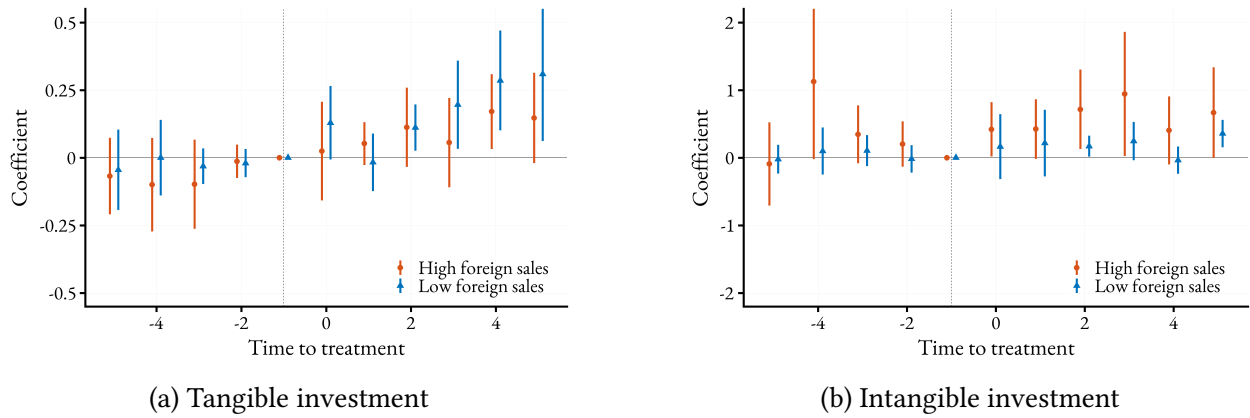 0.5
0.25
0
-0.25
-0.5
Coefficient
High foreign sales
Low foreign sales
-4 -2 0 2 4
Time to treatment
(a) Tangible investment
2
1
0
-1
-2
Coefficient
High foreign sales
Low foreign sales
-4 -2 0 2 4
Time to treatment
(b) Intangible investment